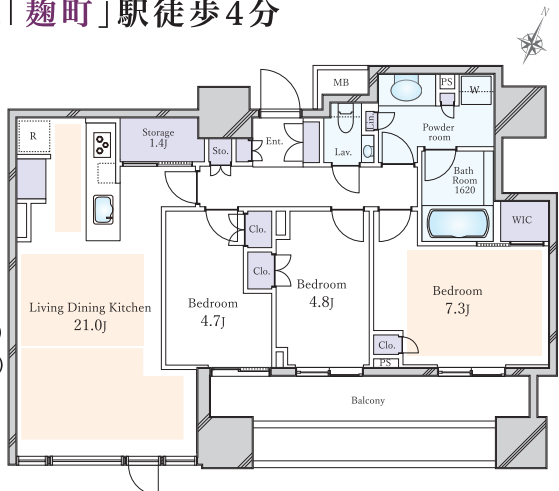 「麹町」駅徒歩4分
N
MB
PS
W
R
Storage
1.4J
Sto.
Ent.
Lav.
Lin.
Powder
room
Bath
Room
1620
WIC
Clo.
Clo.
Living Dining Kitchen
21.0J
Bedroom
4.7J
Bedroom
4.8J
Bedroom
7.3J
Clo.
PS
Balcony